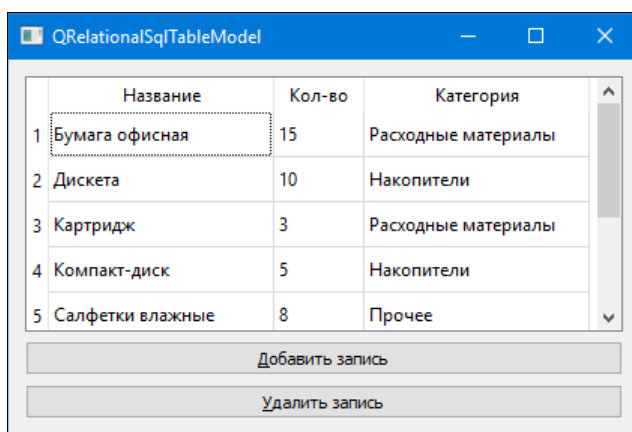 QRelationalSqlTableModel
Название Кол-во Категория
1 Бумага офисная 15 Расходные материалы
2 Дискета 10 Накопители
3 Картридж 3 Расходные материалы
4 Компакт-диск 5 Накопители
5 Салфетки влажные 8 Прочее
Добавить запись
Удалить запись